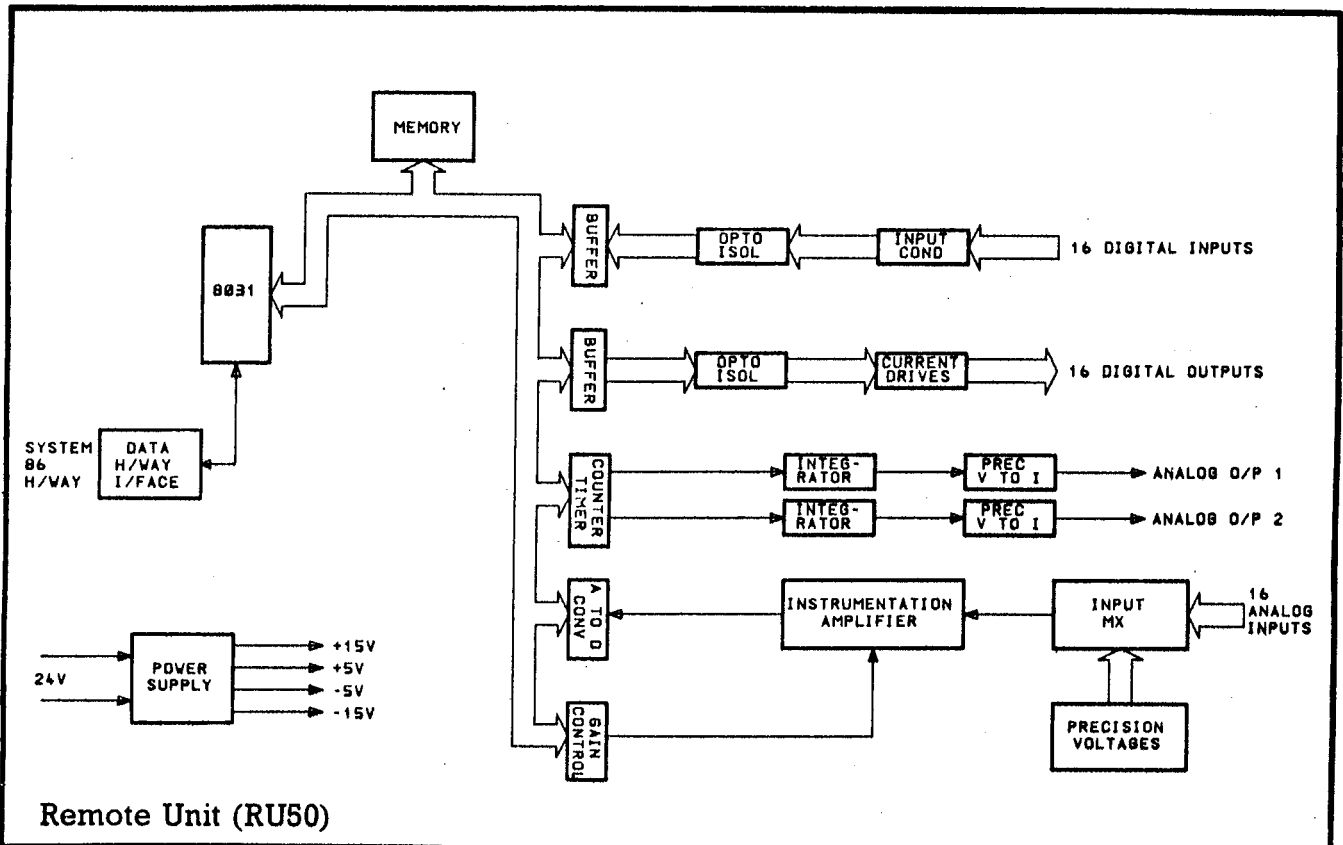 MEMORY
BUFFER
OPTO
ISOL
INPUT
COND
16 DIGITAL INPUTS
8031
BUFFER
OPTO
ISOL
CURRENT
DRIVES
16 DIGITAL OUTPUTS
SYSTEM
86
H/WAY
DATA
H/WAY
I/FACE
COUNTER
TIMER
INTEG-
RATOR
PREC
V TO I
ANALOG O/P 1
INTEG-
RATOR
PREC
V TO I
ANALOG O/P 2
A TO D
CONV
INSTRUMENTATION
AMPLIFIER
INPUT
MX
16
ANALOG
INPUTS
24V
POWER
SUPPLY
+15V
+5V
-5V
-15V
GAIN
CONTROL
PRECISION
VOLTAGES
Remote Unit (RU50)